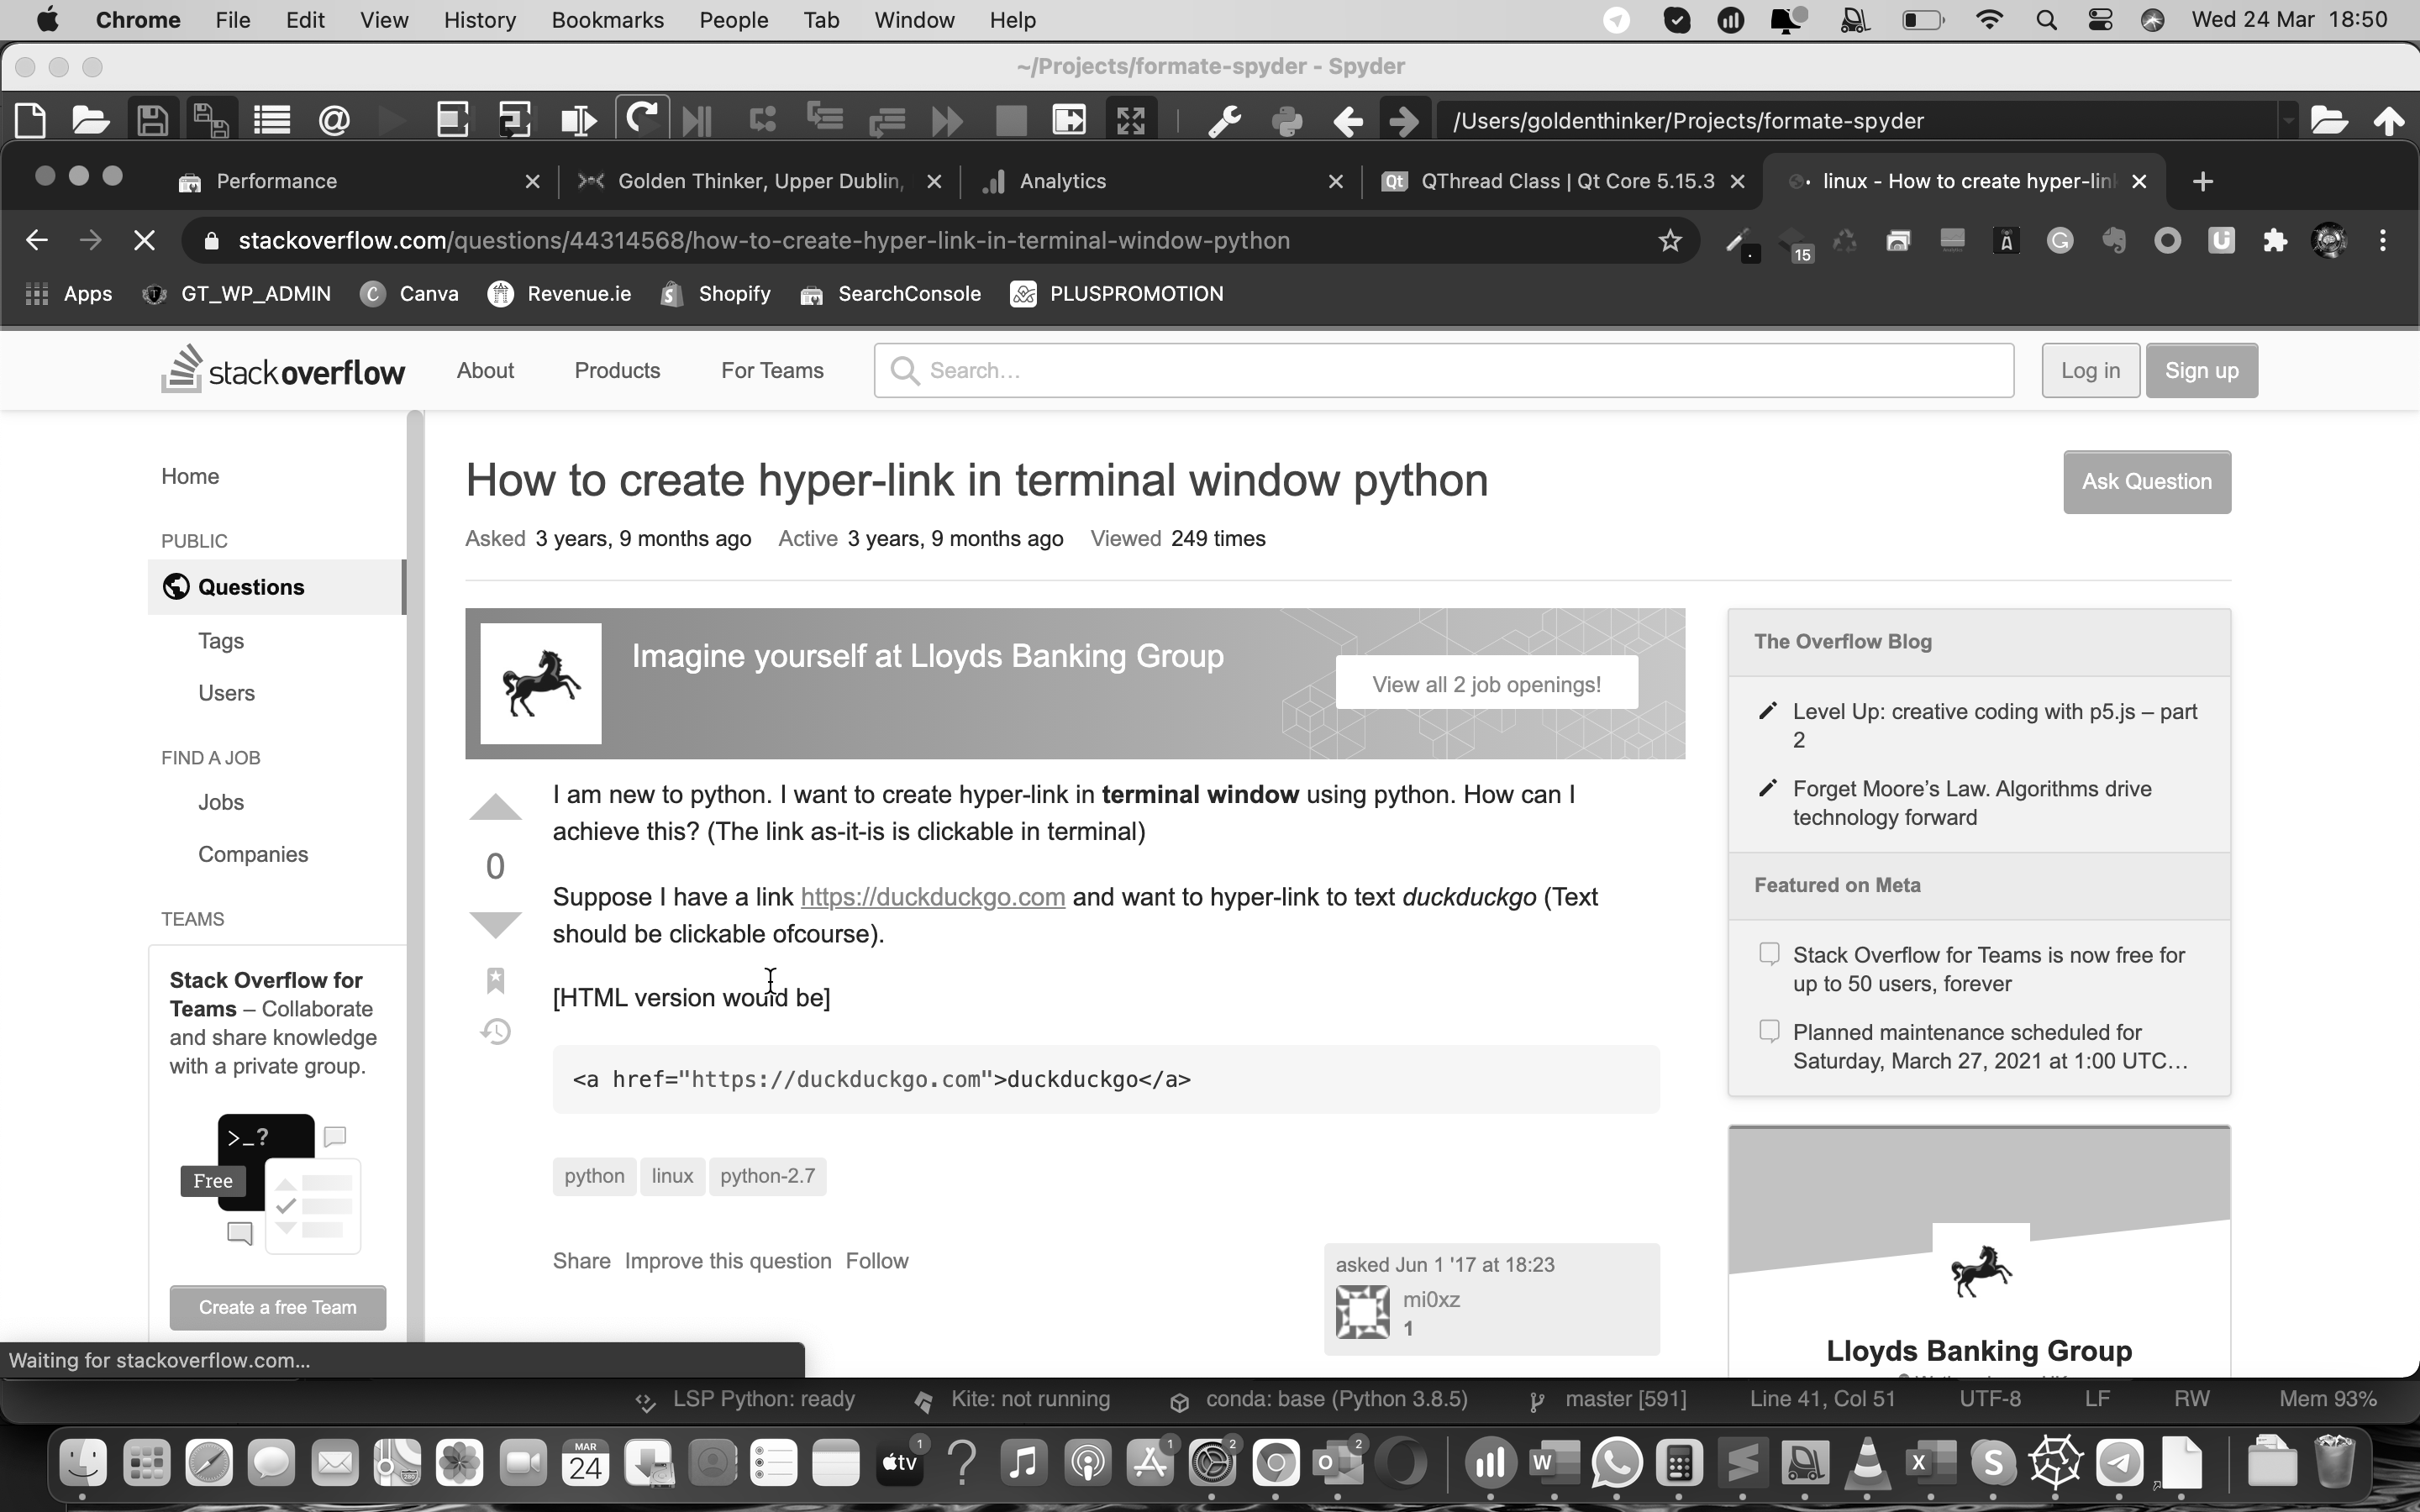 Chrome File Edit View History Bookmarks People Tab Window Help Wed 24 Mar 18:50
~/Projects/formate-spyder - Spyder
/Users/goldenthinker/Projects/formate-spyder
Performance Golden Thinker, Upper Dublin, Analytics QThread Class | Qt Core 5.15.3 linux - How to create hyper-lin
stackoverflow.com/questions/44314568/how-to-create-hyper-link-in-terminal-window-python 15
Apps GT_WP_ADMIN Canva Revenue.ie Shopify SearchConsole PLUSPROMOTION
stackoverflow About Products For Teams Search... Log in Sign up
Home
PUBLIC
Questions
Tags
Users
FIND A JOB
Jobs
Companies
TEAMS
Stack Overflow for
Teams – Collaborate
and share knowledge
with a private group.
>_?
Free
Create a free Team
How to create hyper-link in terminal window python
Ask Question
Asked 3 years, 9 months ago Active 3 years, 9 months ago Viewed 249 times
Imagine yourself at Lloyds Banking Group
View all 2 job openings!
0
I am new to python. I want to create hyper-link in terminal window using python. How can I
achieve this? (The link as-it-is is clickable in terminal)
Suppose I have a link https://duckduckgo.com and want to hyper-link to text duckduckgo (Text
should be clickable ofcourse).
[HTML version would be]
<a href="https://duckduckgo.com">duckduckgo</a>
python linux python-2.7
Share Improve this question Follow
asked Jun 1 '17 at 18:23
mi0xz
1
The Overflow Blog
Level Up: creative coding with p5.js – part
2
Forget Moore's Law. Algorithms drive
technology forward
Featured on Meta
Stack Overflow for Teams is now free for
up to 50 users, forever
Planned maintenance scheduled for
Saturday, March 27, 2021 at 1:00 UTC...
Lloyds Banking Group
Waiting for stackoverflow.com...
LSP Python: ready Kite: not running conda: base (Python 3.8.5) master [591] Line 41, Col 51 UTF-8 LF RW Mem 93%
MAR
24
tv
1
1
2
2